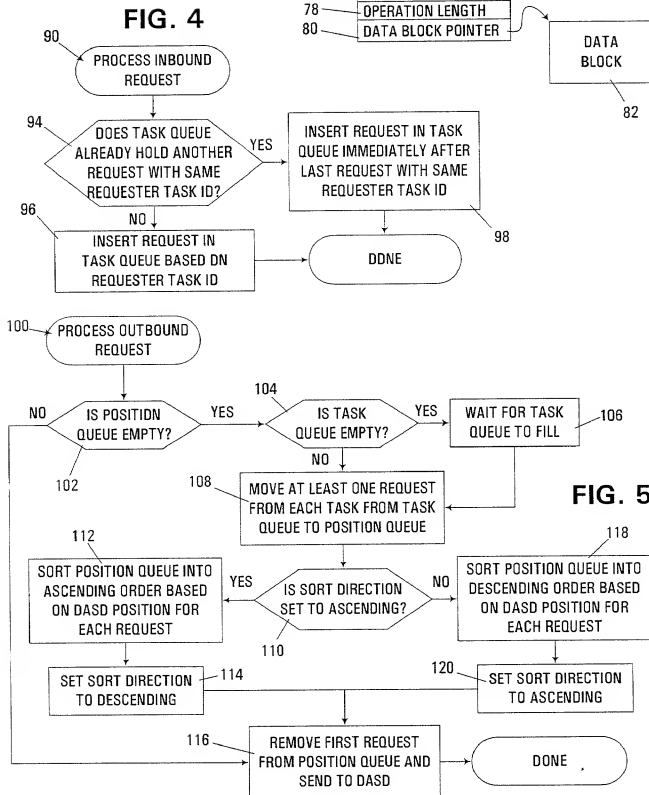 FIG. 4
78
OPERATION LENGTH
80
DATA BLOCK POINTER
DATA
BLOCK
82
90
PROCESS INBOUND
REQUEST
94
DOES TASK QUEUE
ALREADY HOLD ANOTHER
REQUEST WITH SAME
REQUESTER TASK ID?
YES
INSERT REQUEST IN TASK
QUEUE IMMEDIATELY AFTER
LAST REQUEST WITH SAME
REQUESTER TASK ID
98
NO
96
INSERT REQUEST IN
TASK QUEUE BASED ON
REQUESTER TASK ID
DONE
100
PROCESS OUTBOUND
REQUEST
NO
IS POSITION
QUEUE EMPTY?
102
YES
104
IS TASK
QUEUE EMPTY?
YES
WAIT FOR TASK
QUEUE TO FILL
106
NO
108
MOVE AT LEAST ONE REQUEST
FROM EACH TASK FROM TASK
QUEUE TO POSITION QUEUE
FIG. 5
112
SORT POSITION QUEUE INTO
ASCENDING ORDER BASED
ON DASD POSITION FOR
EACH REQUEST
YES
IS SORT DIRECTION
SET TO ASCENDING?
110
NO
118
SORT POSITION QUEUE INTO
DESCENDING ORDER BASED
ON DASD POSITION FOR
EACH REQUEST
SET SORT DIRECTION
TO DESCENDING
114
120
SET SORT DIRECTION
TO ASCENDING
116
REMOVE FIRST REQUEST
FROM POSITION QUEUE AND
SEND TO DASD
DONE